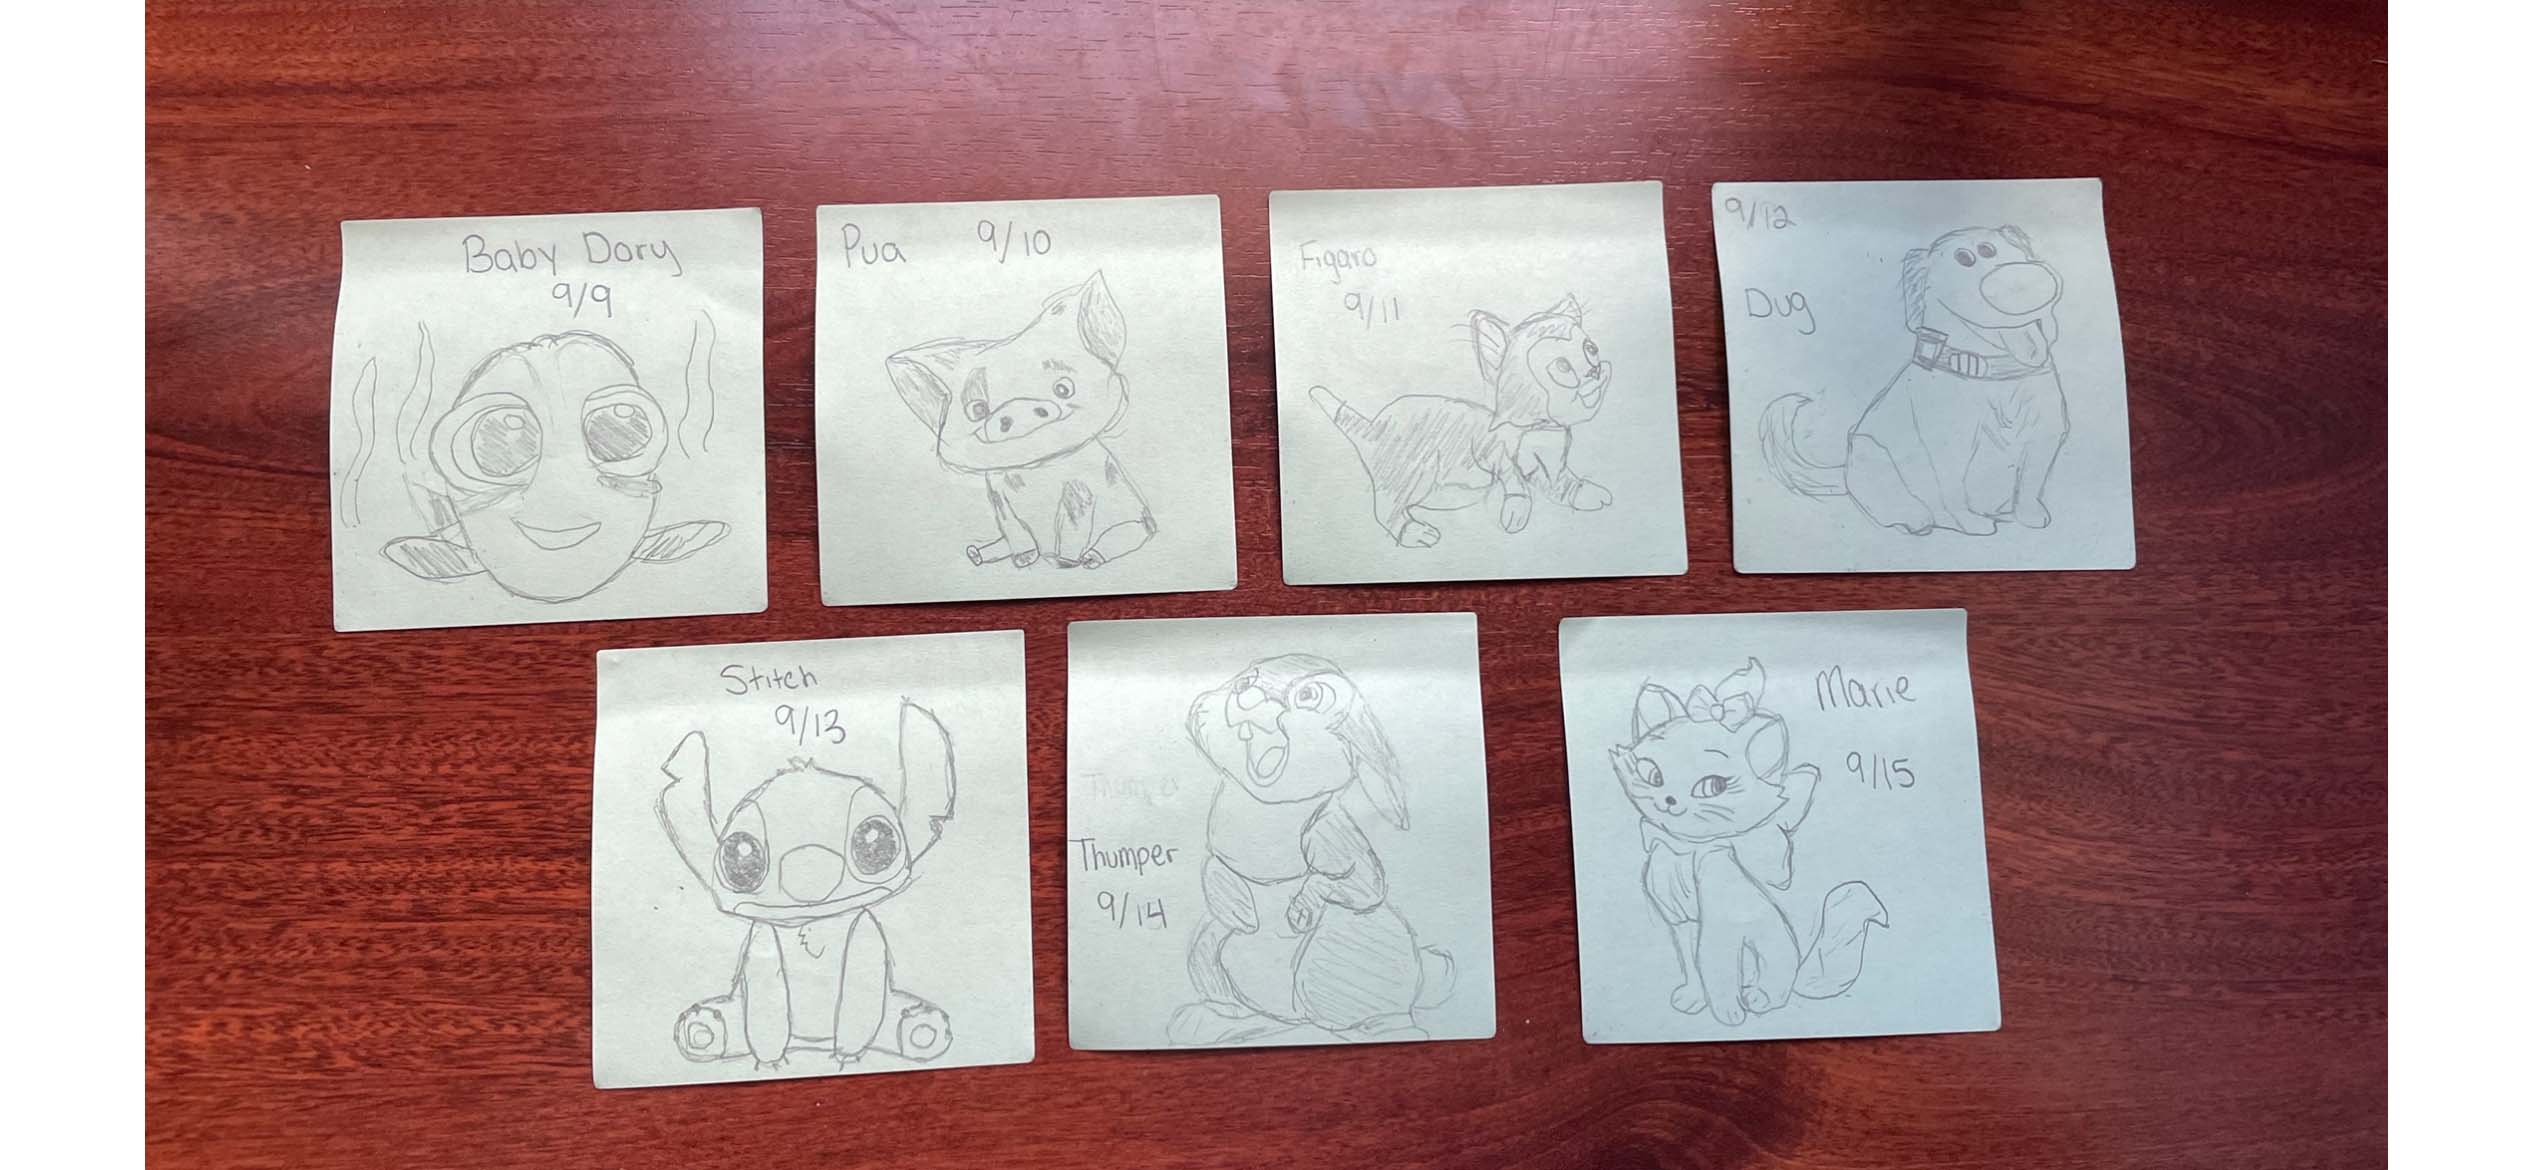 Baby Dory
9/9
Pua 9/10
Figaro
9/11
9/12
Dug
Stitch
9/13
Thumper
Thumper
9/14
Marie
9/15